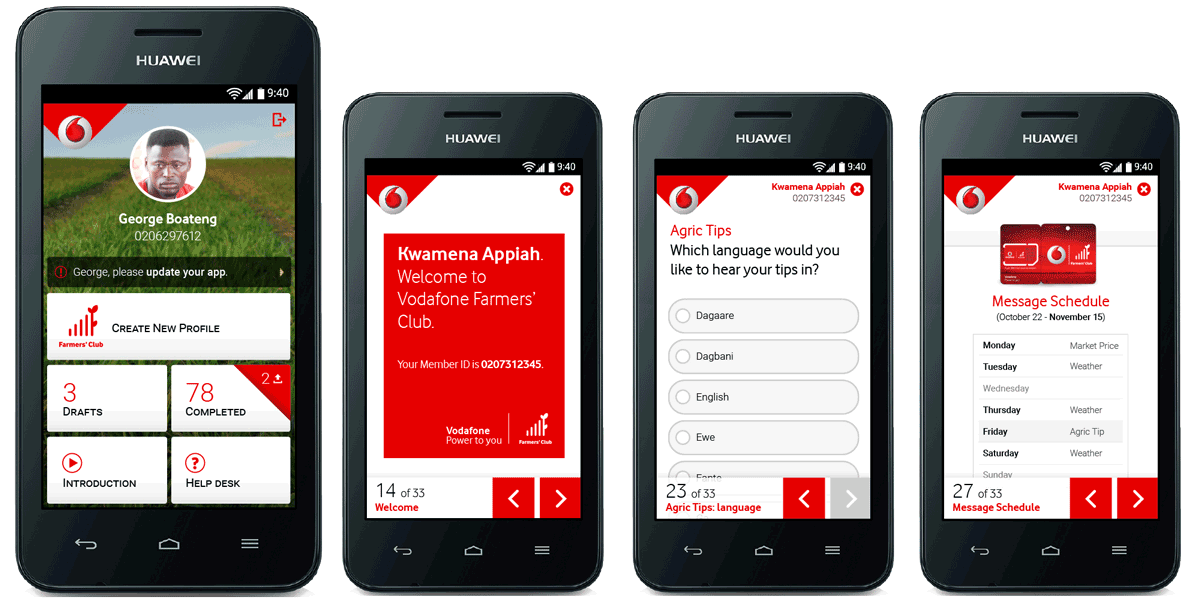 HUAWEI
9:40
George Boateng
0206297612
George, please update your app.
Farmers' Club
CREATE NEW PROFILE
3
DRAFTS
2
78
COMPLETED
INTRODUCTION
?
HELP DESK
HUAWEI
9:40
Kwamena Appiah.
Welcome to
Vodafone Farmers'
Club.
Your Member ID is 0207312345.
Vodafone
Power to you
Farmers' Club
14 of 33
Welcome
HUAWEI
9:40
Kwamena Appiah
0207312345
Agric Tips
Which language would you
like to hear your tips in?
Dagaare
Dagbani
English
Ewe
Fante
23 of 33
Agric Tips: language
HUAWEI
9:40
Kwamena Appiah
0207312345
Farmers' Club
Message Schedule
(October 22 - November 15)
Monday Market Price
Tuesday Weather
Wednesday
Thursday Weather
Friday Agric Tip
Saturday Weather
Sunday
27 of 33
Message Schedule